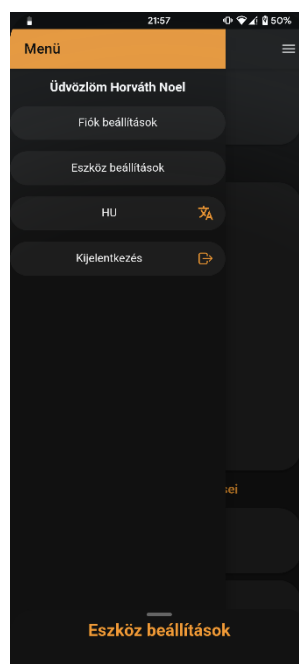 21:57
50%
Menü
Üdvözlöm Horváth Noel
Fiók beállítások
Eszköz beállítások
HU
Kijelentkezés
sei
Eszköz beállítások